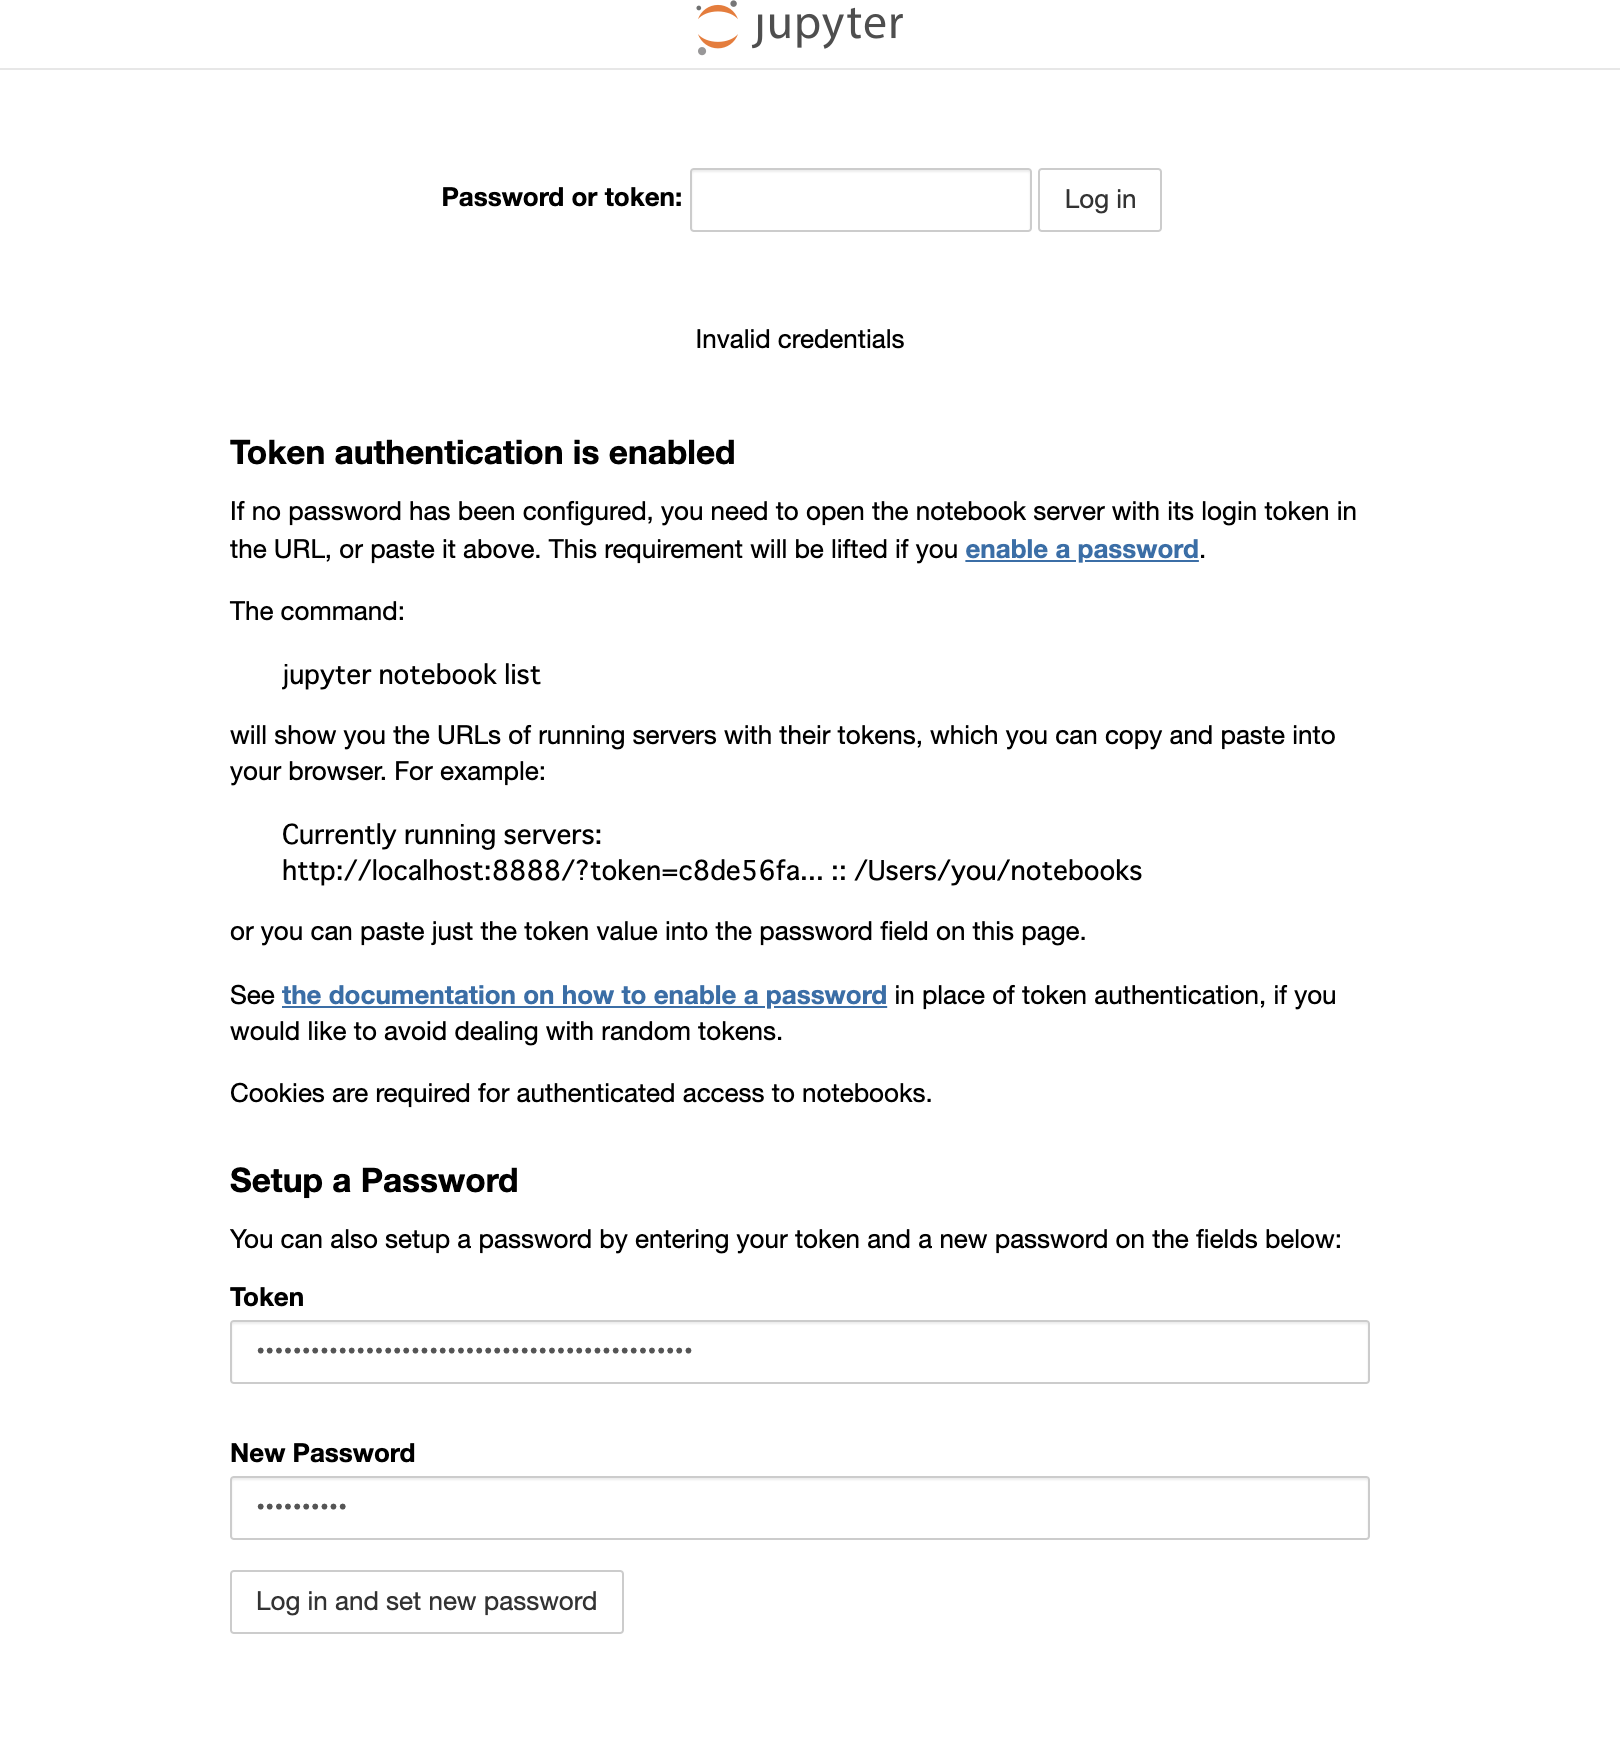 jupyter
Password or token:
Log in
Invalid credentials
Token authentication is enabled
If no password has been configured, you need to open the notebook server with its login token in
the URL, or paste it above. This requirement will be lifted if you enable a password.
The command:
jupyter notebook list
will show you the URLs of running servers with their tokens, which you can copy and paste into
your browser. For example:
Currently running servers:
http://localhost:8888/?token=c8de56fa... :: /Users/you/notebooks
or you can paste just the token value into the password field on this page.
See the documentation on how to enable a password in place of token authentication, if you
would like to avoid dealing with random tokens.
Cookies are required for authenticated access to notebooks.
Setup a Password
You can also setup a password by entering your token and a new password on the fields below:
Token
New Password
Log in and set new password